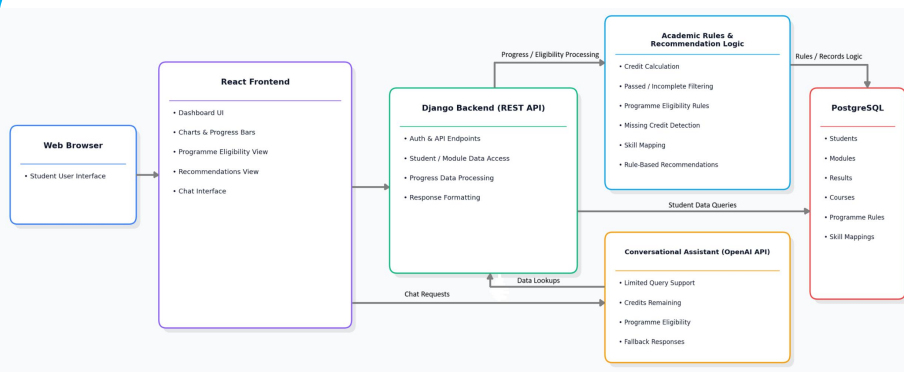 Web Browser
• Student User Interface
React Frontend
• Dashboard UI
• Charts & Progress Bars
• Programme Eligibility View
• Recommendations View
• Chat Interface
Django Backend (REST API)
• Auth & API Endpoints
• Student / Module Data Access
• Progress Data Processing
• Response Formatting
Progress / Eligibility Processing
Academic Rules &
Recommendation Logic
• Credit Calculation
• Passed / Incomplete Filtering
• Programme Eligibility Rules
• Missing Credit Detection
• Skill Mapping
• Rule-Based Recommendations
Rules / Records Logic
PostgreSQL
• Students
• Modules
• Results
• Courses
• Programme Rules
• Skill Mappings
Student Data Queries
Conversational Assistant (OpenAI API)
• Limited Query Support
• Credits Remaining
• Programme Eligibility
• Fallback Responses
Data Lookups
Chat Requests